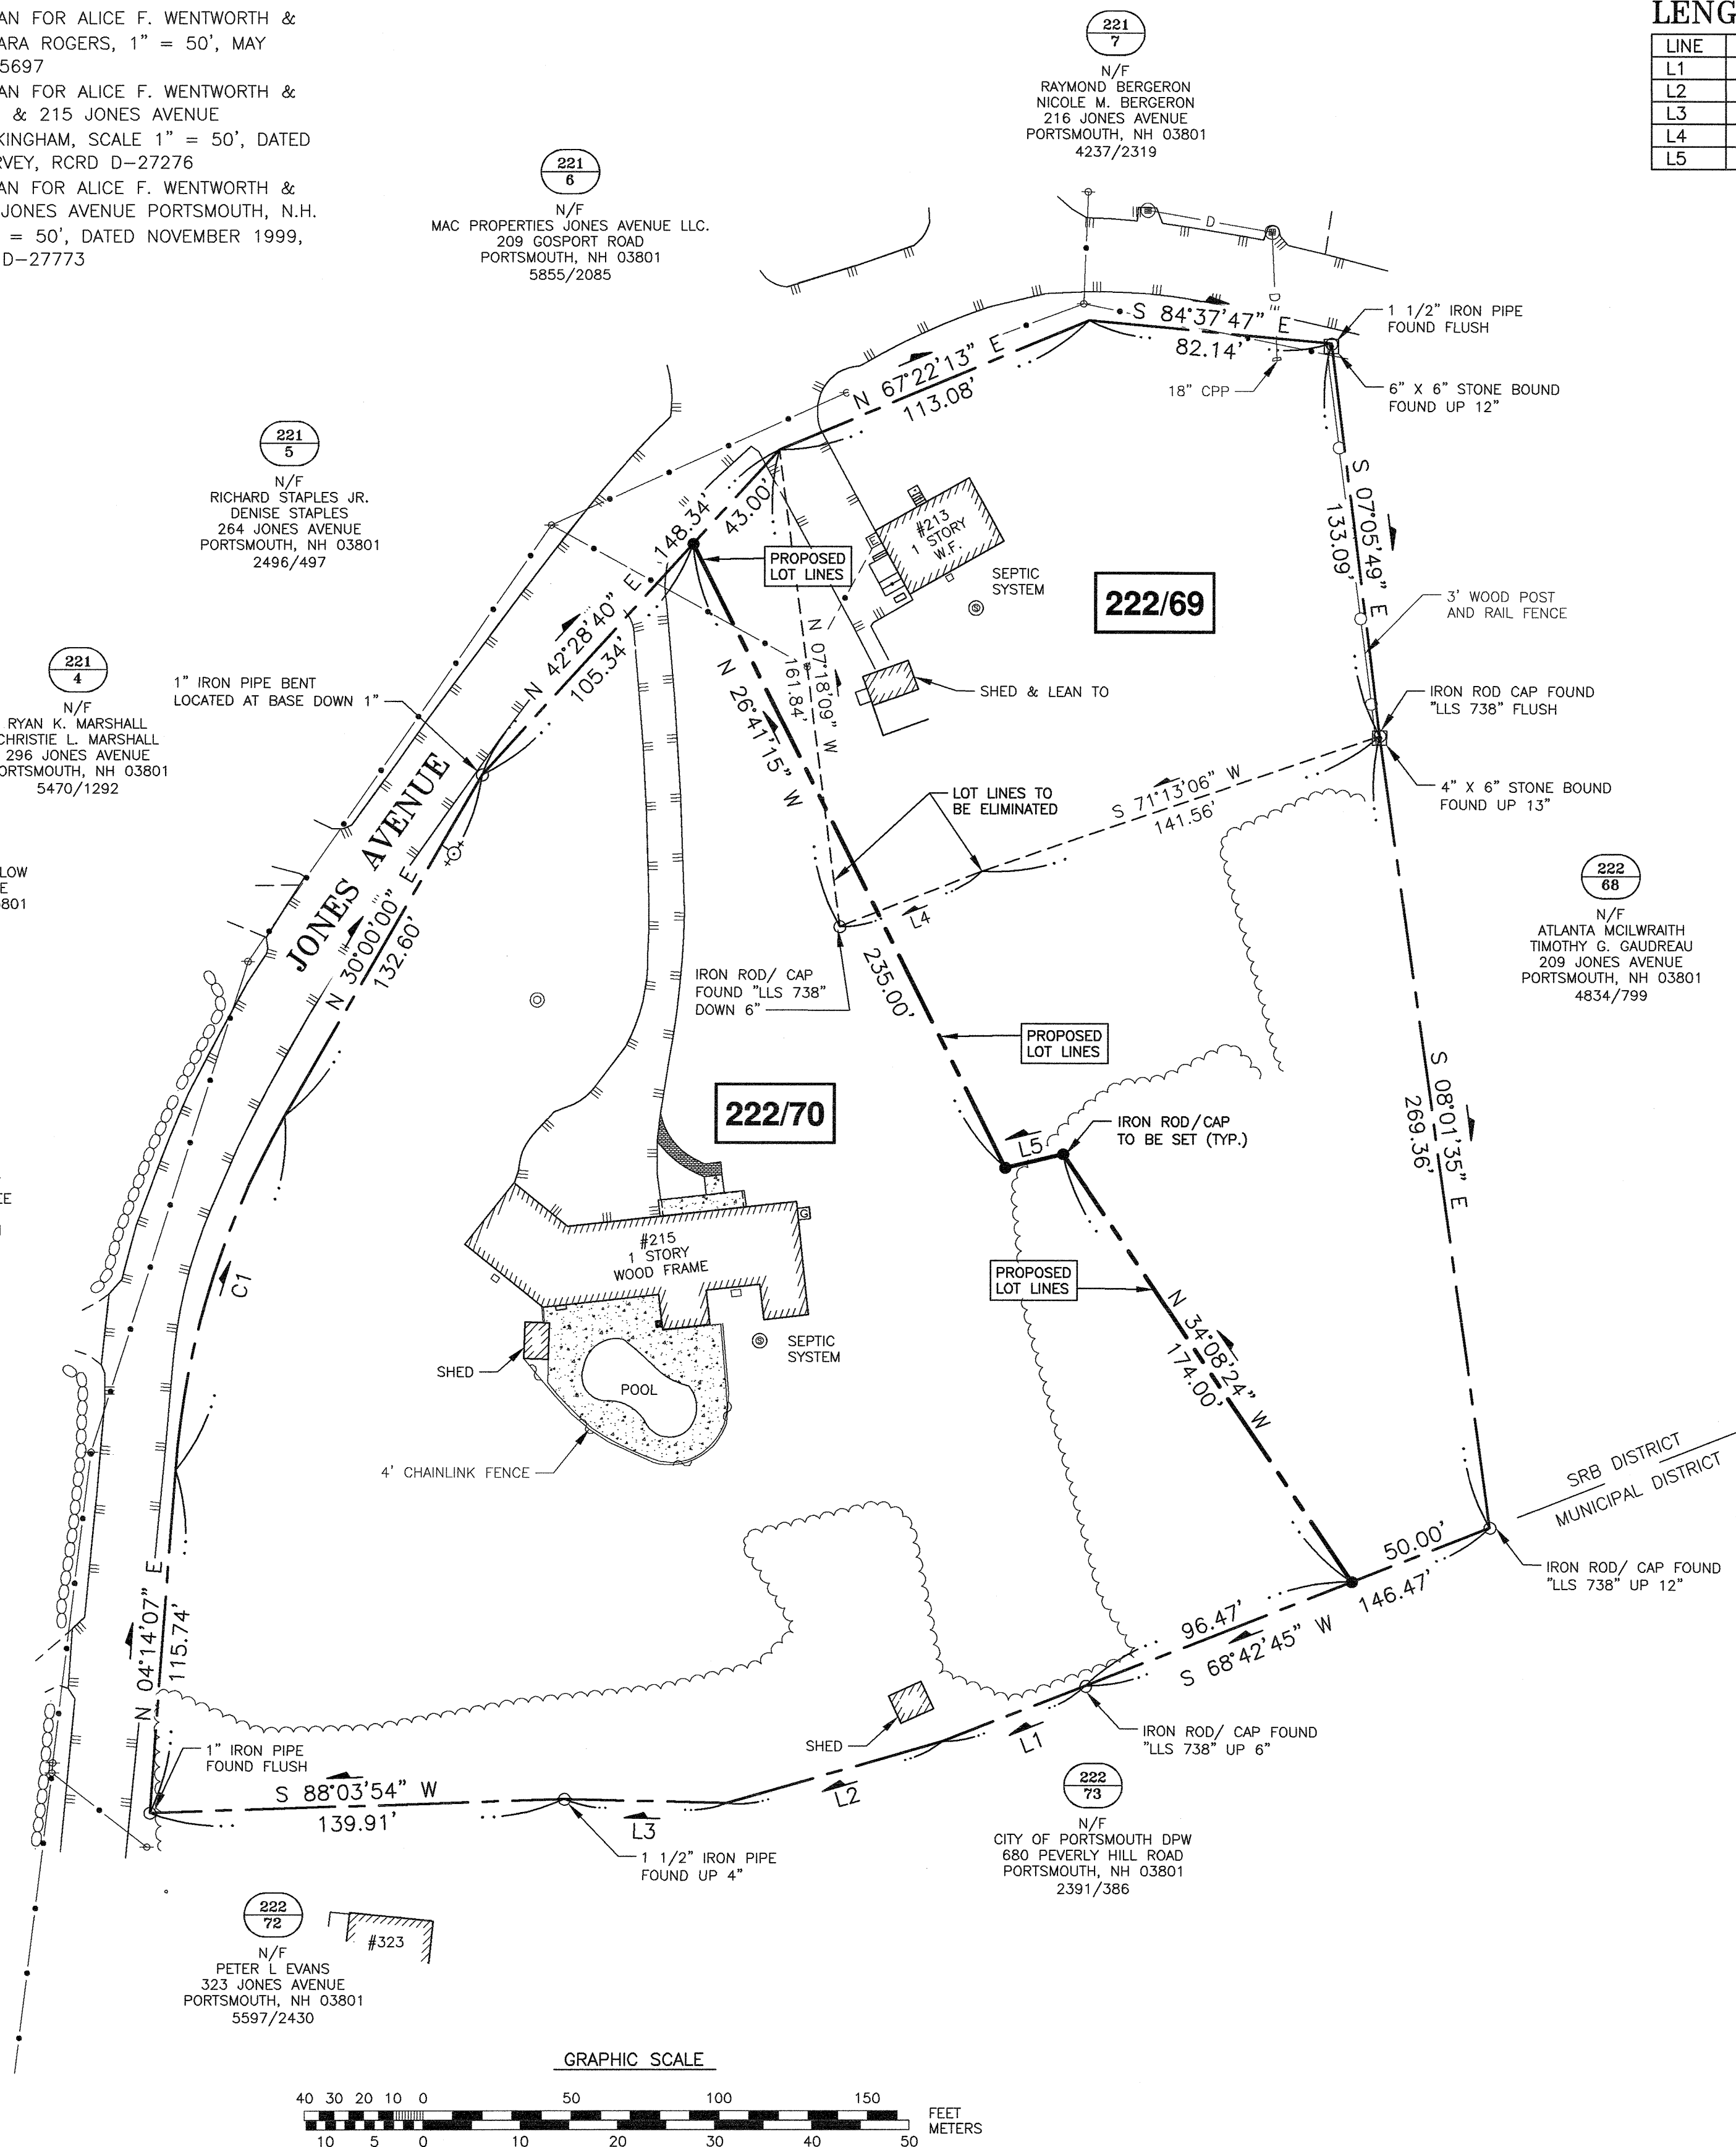 AN FOR ALICE F. WENTWORTH &
ARA ROGERS, 1" = 50', MAY
5697
AN FOR ALICE F. WENTWORTH &
& 215 JONES AVENUE
KINGHAM, SCALE 1" = 50', DATED
RVEY, RCRD D-27276
AN FOR ALICE F. WENTWORTH &
JONES AVENUE PORTSMOUTH, N.H.
= 50', DATED NOVEMBER 1999,
D-27773
LENG
LINE
L1
L2
L3
L4
L5
221
7
N/F
RAYMOND BERGERON
NICOLE M. BERGERON
216 JONES AVENUE
PORTSMOUTH, NH 03801
4237/2319
221
6
N/F
MAC PROPERTIES JONES AVENUE LLC.
209 GOSPORT ROAD
PORTSMOUTH, NH 03801
5855/2085
D
D
S 84°37'47" E
82.14'
1 1/2" IRON PIPE
FOUND FLUSH
18" CPP
6" X 6" STONE BOUND
FOUND UP 12"
N 67°22'13" E
113.08'
221
5
N/F
RICHARD STAPLES JR.
DENISE STAPLES
264 JONES AVENUE
PORTSMOUTH, NH 03801
2496/497
148.34'
43.00'
PROPOSED
LOT LINES
#213
1 STORY
W.F.
E
SEPTIC
SYSTEM
S
222/69
S 07°05'49" E
133.09'
3' WOOD POST
AND RAIL FENCE
N 42°28'40" E
105.34'
221
4
N/F
RYAN K. MARSHALL
CHRISTIE L. MARSHALL
296 JONES AVENUE
ORTSMOUTH, NH 03801
5470/1292
1" IRON PIPE BENT
LOCATED AT BASE DOWN 1"
N 07°18'09" W
161.84'
N 26°41'15" W
235.00'
SHED & LEAN TO
IRON ROD CAP FOUND
"LLS 738" FLUSH
4" X 6" STONE BOUND
FOUND UP 13"
LOT LINES TO
BE ELIMINATED
S 71°13'06" W
141.56'
L4
JONES AVENUE
LOW
E
801
N 30°00'00" E
132.60'
222
68
N/F
ATLANTA MCILWRAITH
TIMOTHY G. GAUDREAU
209 JONES AVENUE
PORTSMOUTH, NH 03801
4834/799
IRON ROD/ CAP
FOUND "LLS 738"
DOWN 6"
PROPOSED
LOT LINES
S 08°01'35" E
269.36'
222/70
L5
IRON ROD/CAP
TO BE SET (TYP.)
EE
C1
#215
1 STORY
WOOD FRAME
G
PROPOSED
LOT LINES
N 34°08'24" W
174.00'
SHED
S
SEPTIC
SYSTEM
POOL
4' CHAINLINK FENCE
SRB DISTRICT
MUNICIPAL DISTRICT
50.00'
146.47'
IRON ROD/ CAP FOUND
"LLS 738" UP 12"
96.47'
S 68°42'45" W
N 04°14'07" E
115.74'
SHED
L1
IRON ROD/ CAP FOUND
"LLS 738" UP 6"
1" IRON PIPE
FOUND FLUSH
S 88°03'54" W
139.91'
L2
L3
1 1/2" IRON PIPE
FOUND UP 4"
222
73
N/F
CITY OF PORTSMOUTH DPW
680 PEVERLY HILL ROAD
PORTSMOUTH, NH 03801
2391/386
222
72
N/F
PETER L EVANS
323 JONES AVENUE
PORTSMOUTH, NH 03801
5597/2430
#323
GRAPHIC SCALE
40 30 20 10 0 50 100 150
FEET
METERS
10 5 0 10 20 30 40 50